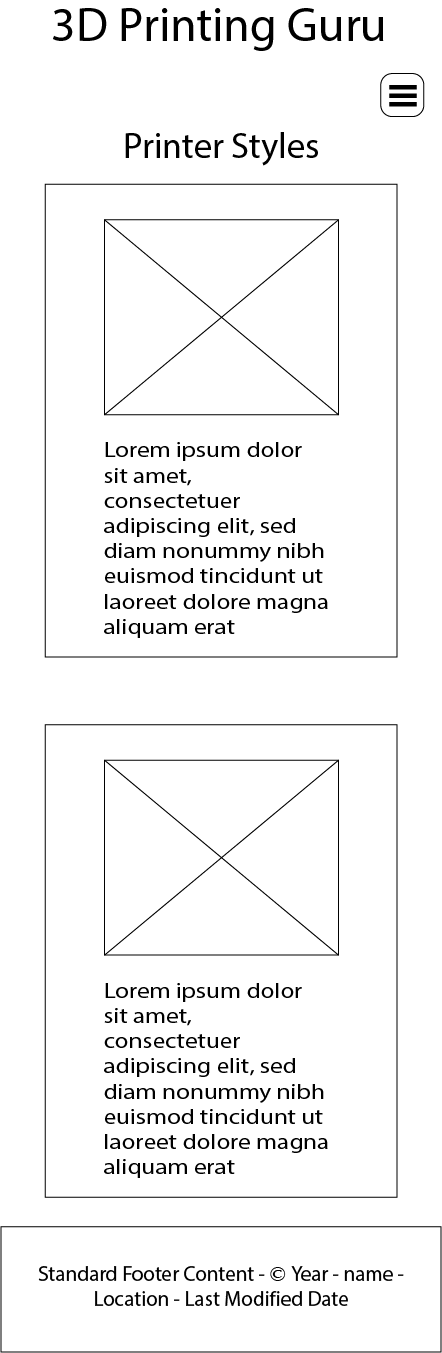 3D Printing Guru
Printer Styles
Lorem ipsum dolor
sit amet,
consectetuer
adipiscing elit, sed
diam nonummy nibh
euismod tincidunt ut
laoreet dolore magna
aliquam erat
Lorem ipsum dolor
sit amet,
consectetuer
adipiscing elit, sed
diam nonummy nibh
euismod tincidunt ut
laoreet dolore magna
aliquam erat
Standard Footer Content - © Year - name -
Location - Last Modified Date